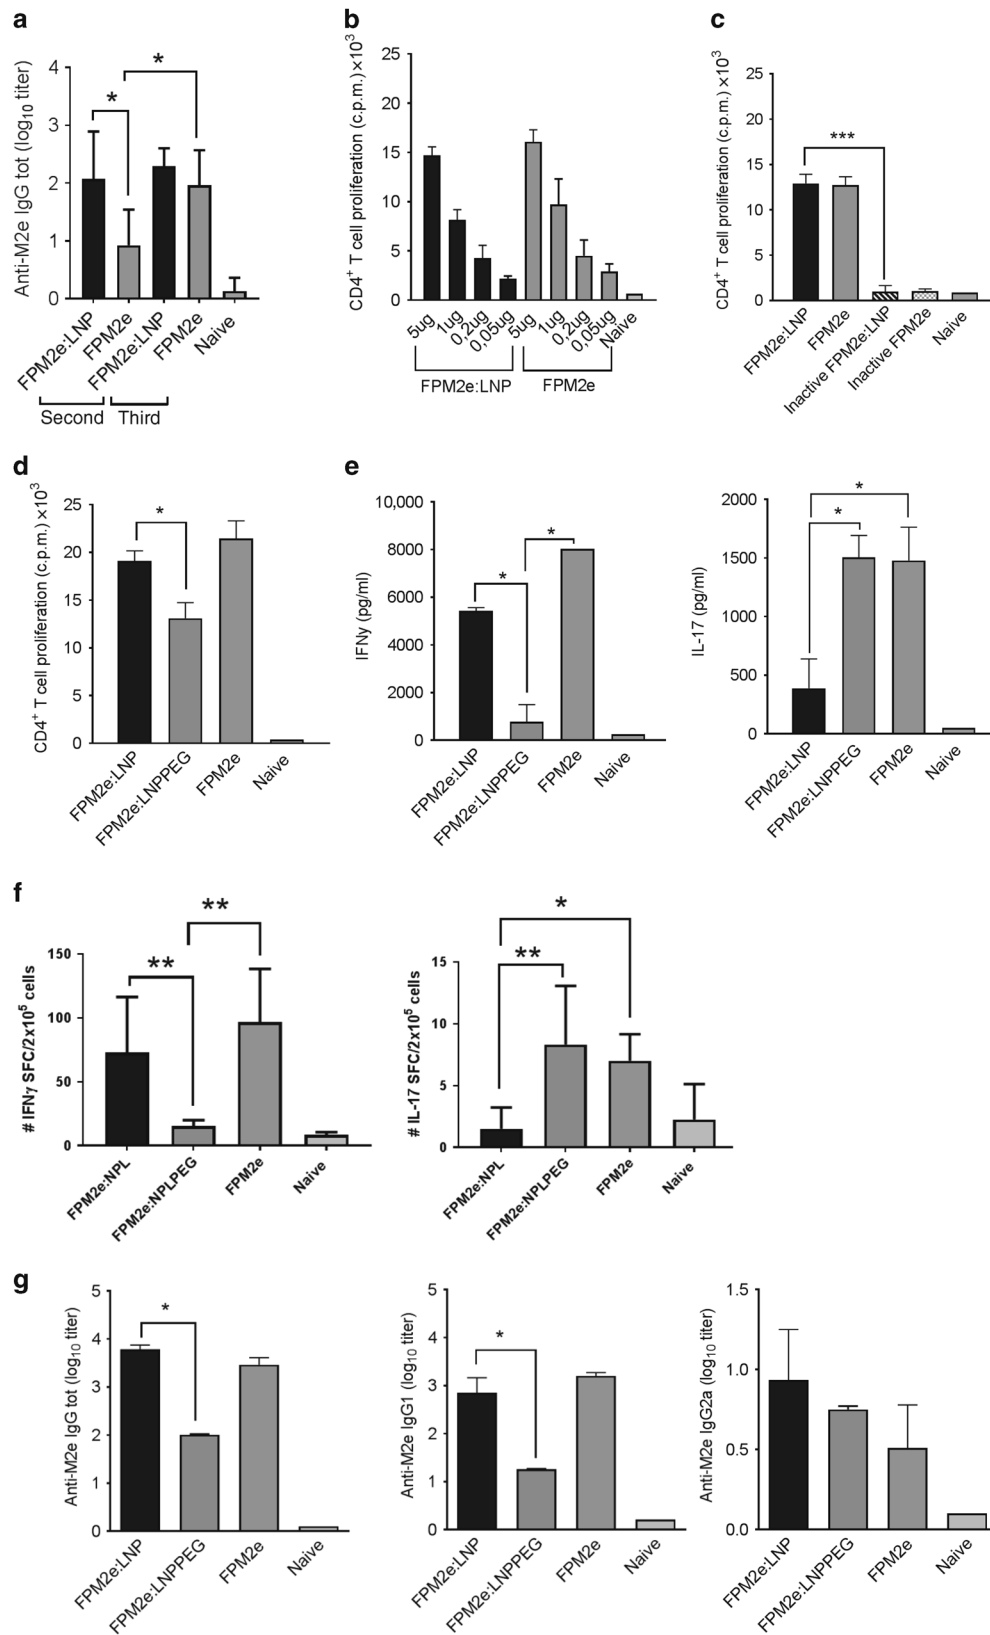 a
Anti-M2e IgG tot (log10 titer)
4
3
2
1
0
*
*
FPM2e:LNP
FPM2e
FPM2e:LNP
FPM2e
Naive
Second
Third
b
CD4+ T cell proliferation (c.p.m.) ×10³
25
20
15
10
5
0
5ug
1ug
0,2ug
0,05ug
5ug
1ug
0,2ug
0,05ug
Naive
FPM2e:LNP
FPM2e
c
CD4+ T cell proliferation (c.p.m.) ×10³
25
20
15
10
5
0
***
FPM2e:LNP
FPM2e
Inactive FPM2e:LNP
Inactive FPM2e
Naive
d
CD4+ T cell proliferation (c.p.m.) ×10³
25
20
15
10
5
0
*
FPM2e:LNP
FPM2e:LNPPEG
FPM2e
Naive
e
IFNy (pg/ml)
10,000
8000
6000
4000
2000
0
*
*
FPM2e:LNP
FPM2e:LNPPEG
FPM2e
Naive
IL-17 (pg/ml)
2000
1500
1000
500
0
*
*
FPM2e:LNP
FPM2e:LNPPEG
FPM2e
Naive
f
# IFNγ SFC/2x10⁵ cells
150
100
50
0
**
**
FPM2e:NPL
FPM2e:NPLPEG
FPM2e
Naive
# IL-17 SFC/2x10⁵ cells
15
10
5
0
*
**
FPM2e:NPL
FPM2e:NPLPEG
FPM2e
Naive
g
Anti-M2e IgG tot (log10 titer)
5
4
3
2
1
0
*
FPM2e:LNP
FPM2e:LNPPEG
FPM2e
Naive
Anti-M2e IgG1 (log10 titer)
5
4
3
2
1
0
*
FPM2e:LNP
FPM2e:LNPPEG
FPM2e
Naive
Anti-M2e IgG2a (log10 titer)
1.5
1.0
0.5
0.0
FPM2e:LNP
FPM2e:LNPPEG
FPM2e
Naive